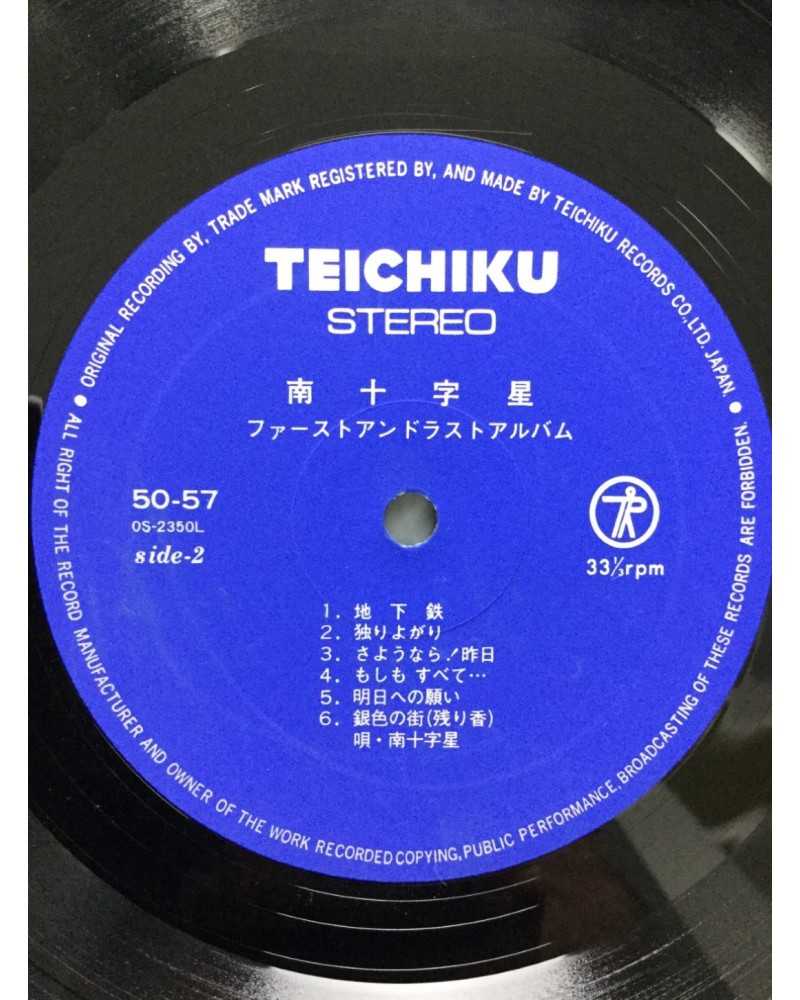 ORIGINAL RECORDING BY, TRADE MARK REGISTERED BY, AND MADE BY TEICHIKU RECORDS CO., LTD. JAPAN.
TEICHIKU
STEREO
南十字星
ファーストアンドラストアルバム
50-57
OS-2350L
side-2
33⅓rpm
1. 地下鉄
2. 独りよがり
3. さようなら!昨日
4. もしも すべて…
5. 明日への願い
6. 銀色の街(残り香)
唄・南十字星
ALL RIGHT OF THE RECORD MANUFACTURER AND OWNER OF THE WORK RECORDED COPYING, PUBLIC PERFORMANCE, BROADCASTING OF THESE RECORDS ARE FORBIDDEN.